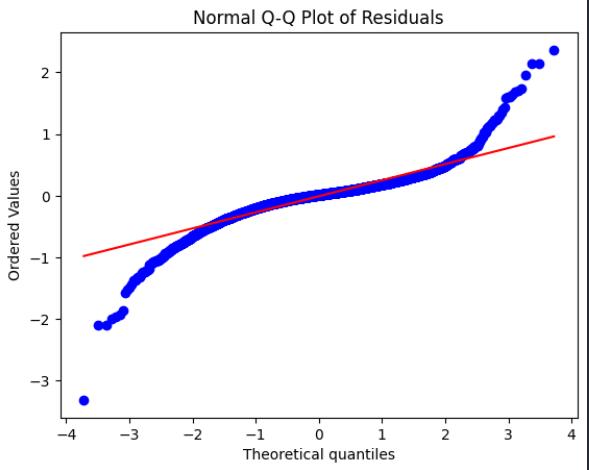 Normal Q-Q Plot of Residuals
Ordered Values
2
1
0
−1
−2
−3
−4 −3 −2 −1 0 1 2 3 4
Theoretical quantiles